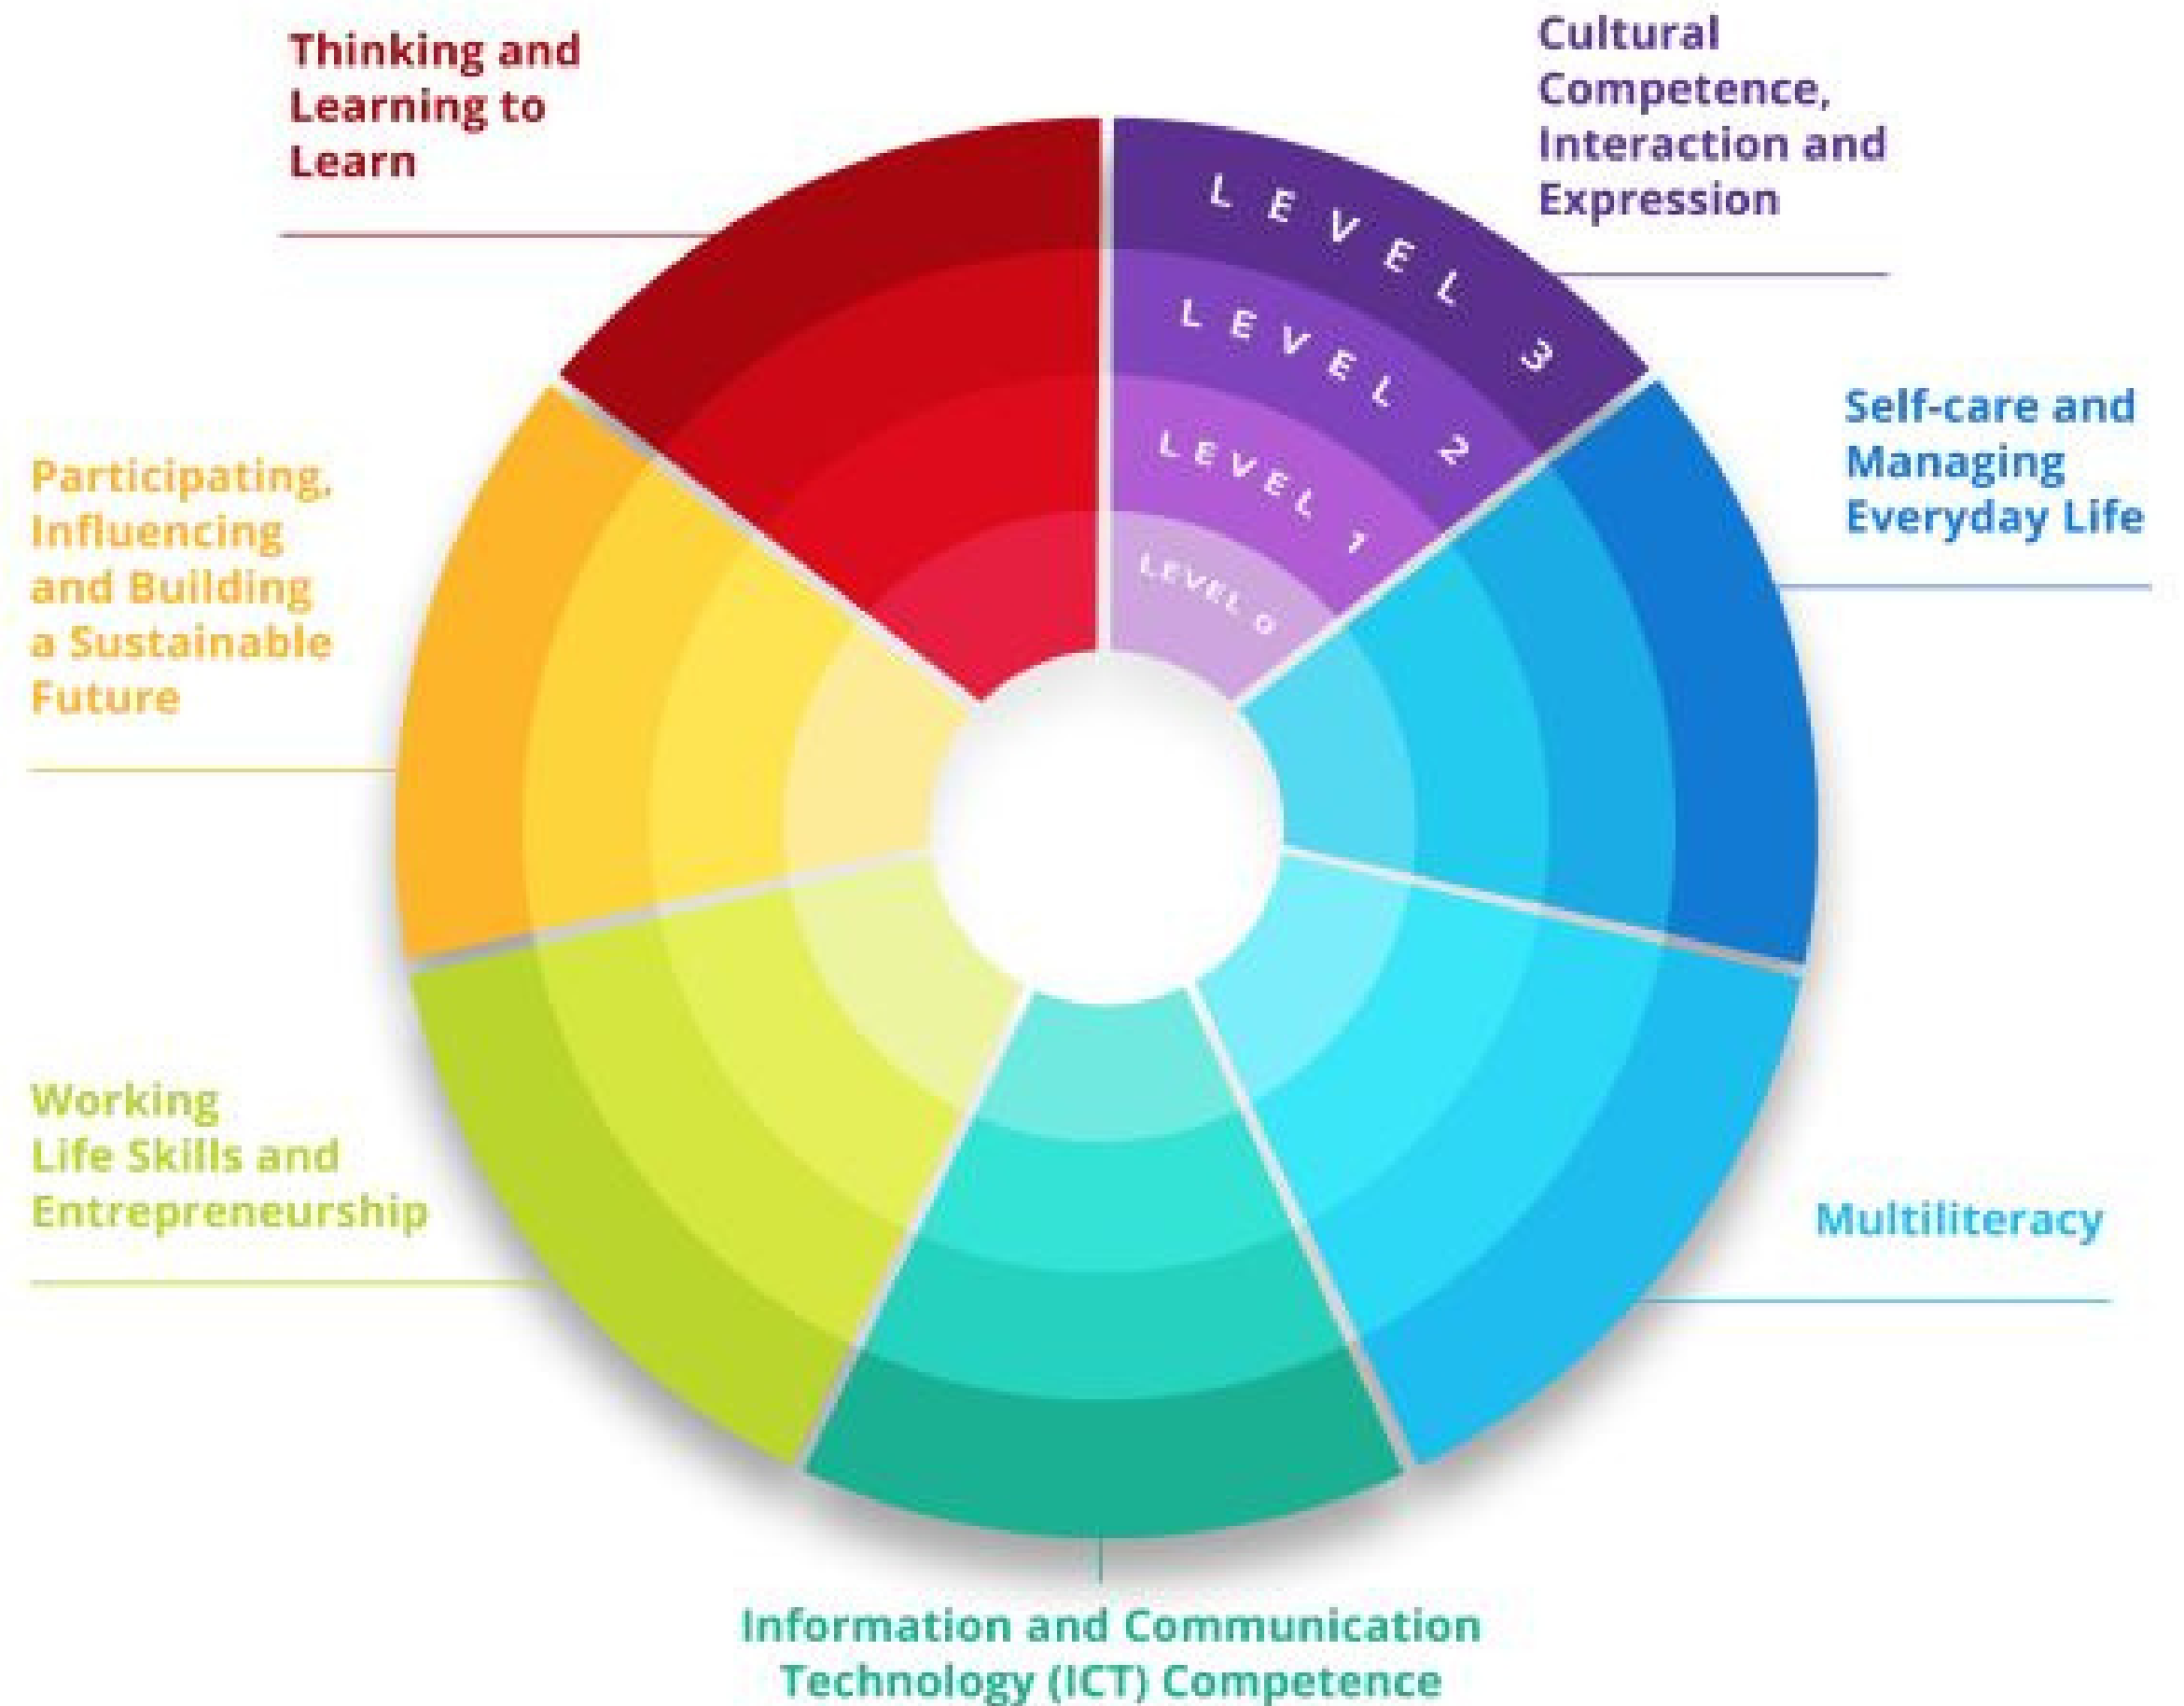 Thinking and
Learning to
Learn
Cultural
Competence,
Interaction and
Expression
LEVEL 3
LEVEL 2
LEVEL 1
LEVEL 0
Self-care and
Managing
Everyday Life
Participating,
Influencing
and Building
a Sustainable
Future
Working
Life Skills and
Entrepreneurship
Multiliteracy
Information and Communication
Technology (ICT) Competence